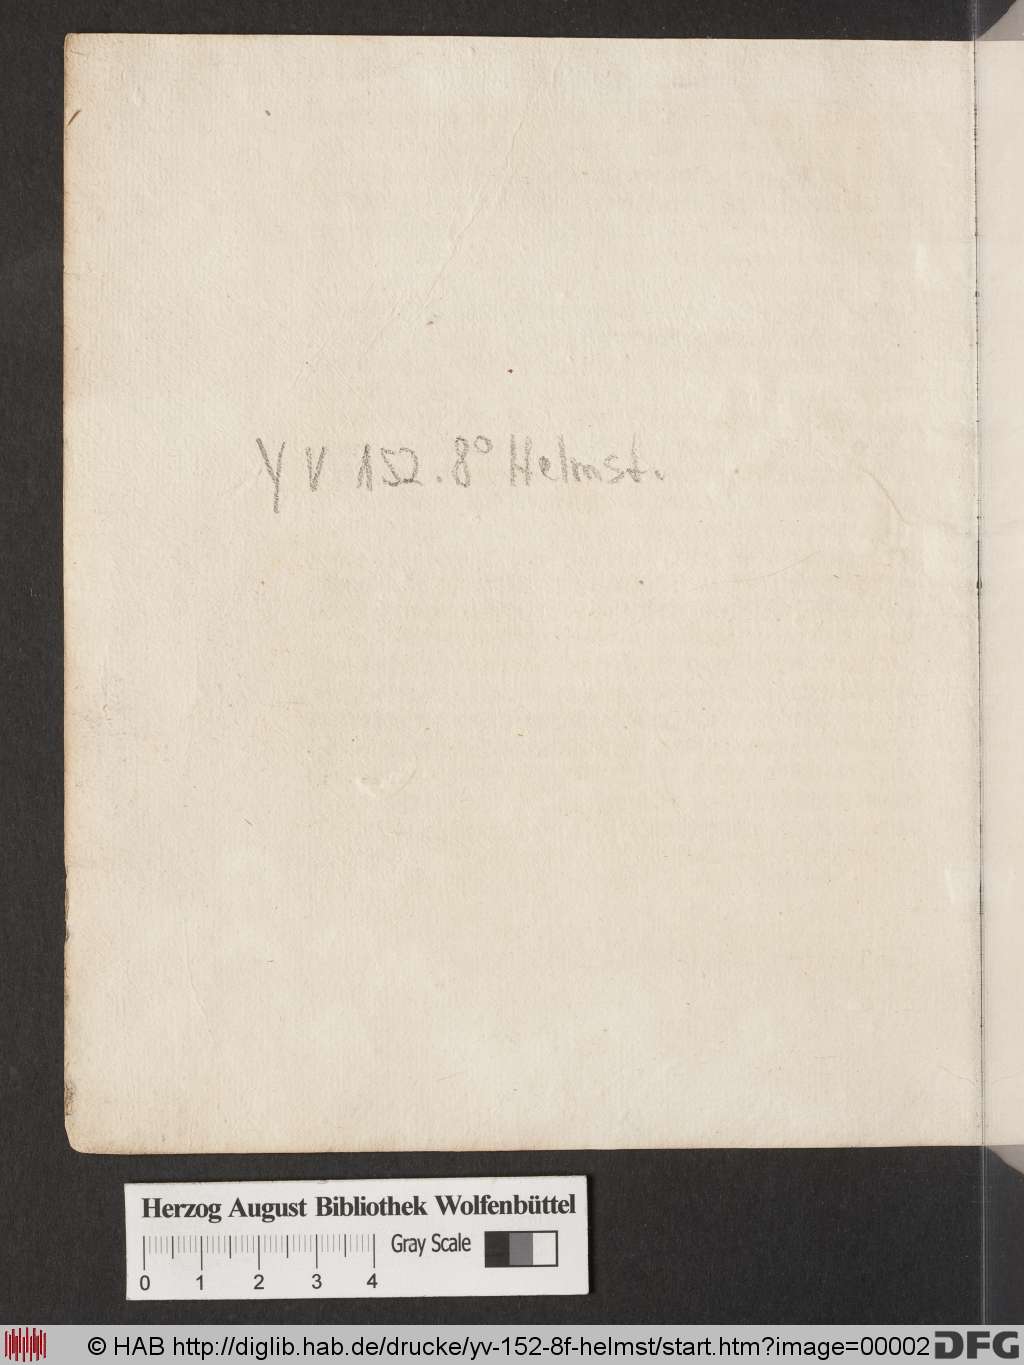 Y V 152. 8° Helmst.
Herzog August Bibliothek Wolfenbüttel
Gray Scale
0 1 2 3 4
© HAB http://diglib.hab.de/drucke/yv-152-8f-helmst/start.htm?image=00002
DFG